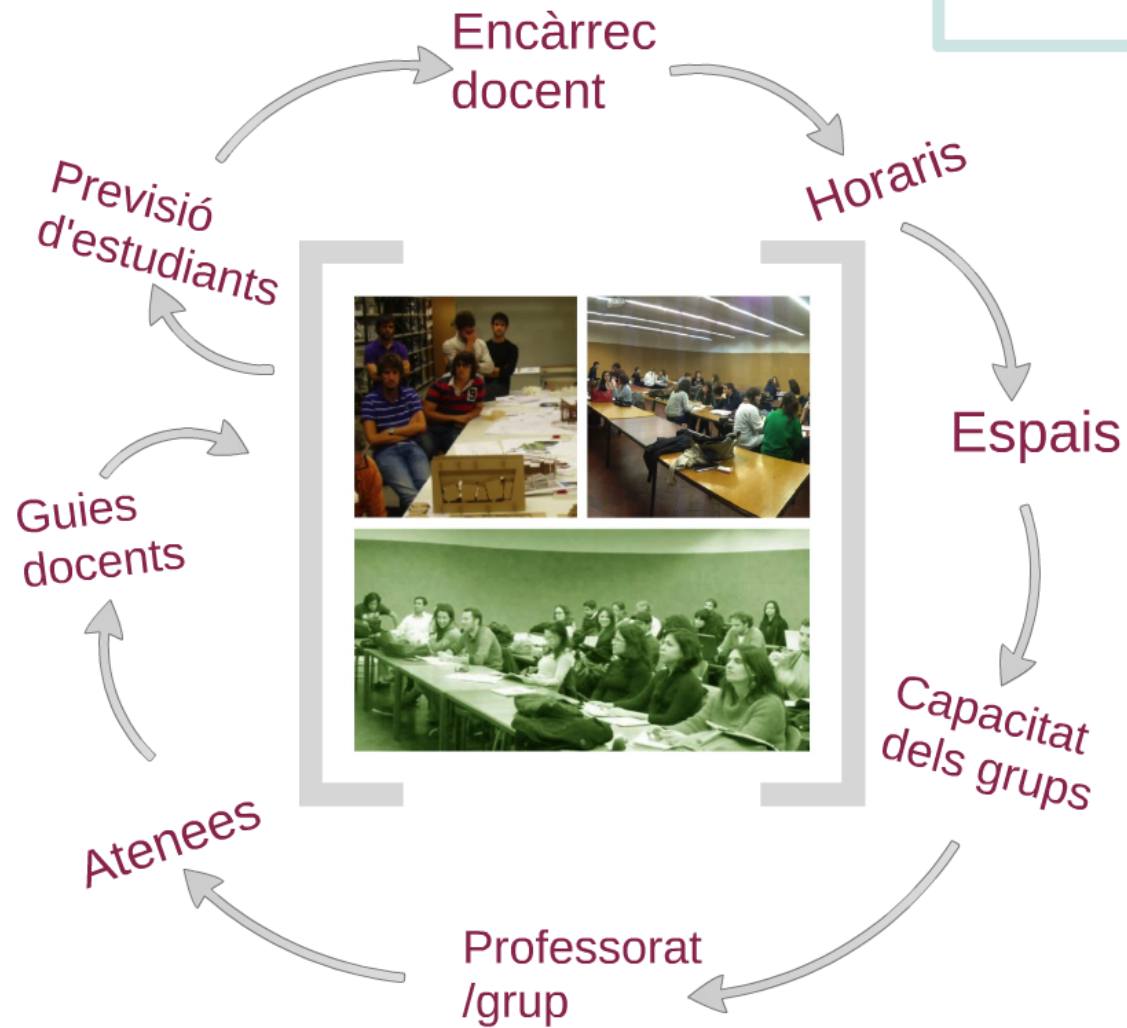 Encàrrec
docent
Horaris
Espais
Capacitat
dels grups
Professorat
/grup
Atenees
Guies
docents
Previsió
d'estudiants